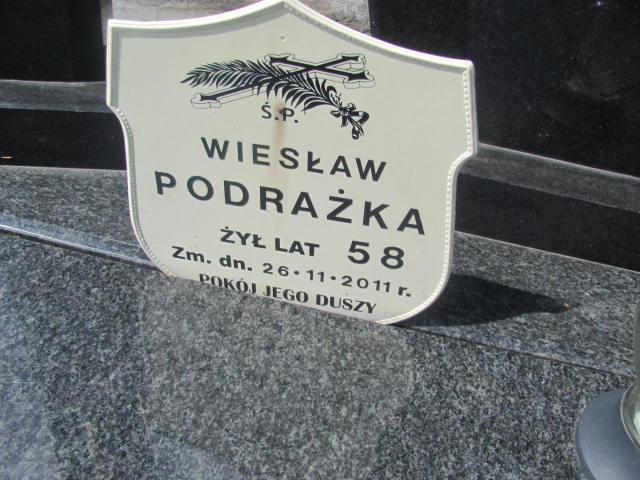 Ś.P.
WIESŁAW
PODRAŻKA
ŻYŁ LAT 58
Zm. dn. 26·11·2011 r.
POKÓJ JEGO DUSZY